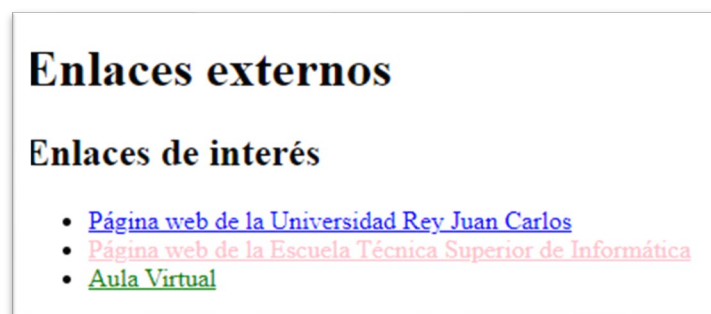 Enlaces externos
Enlaces de interés
Página web de la Universidad Rey Juan Carlos
Página web de la Escuela Técnica Superior de Informática
Aula Virtual